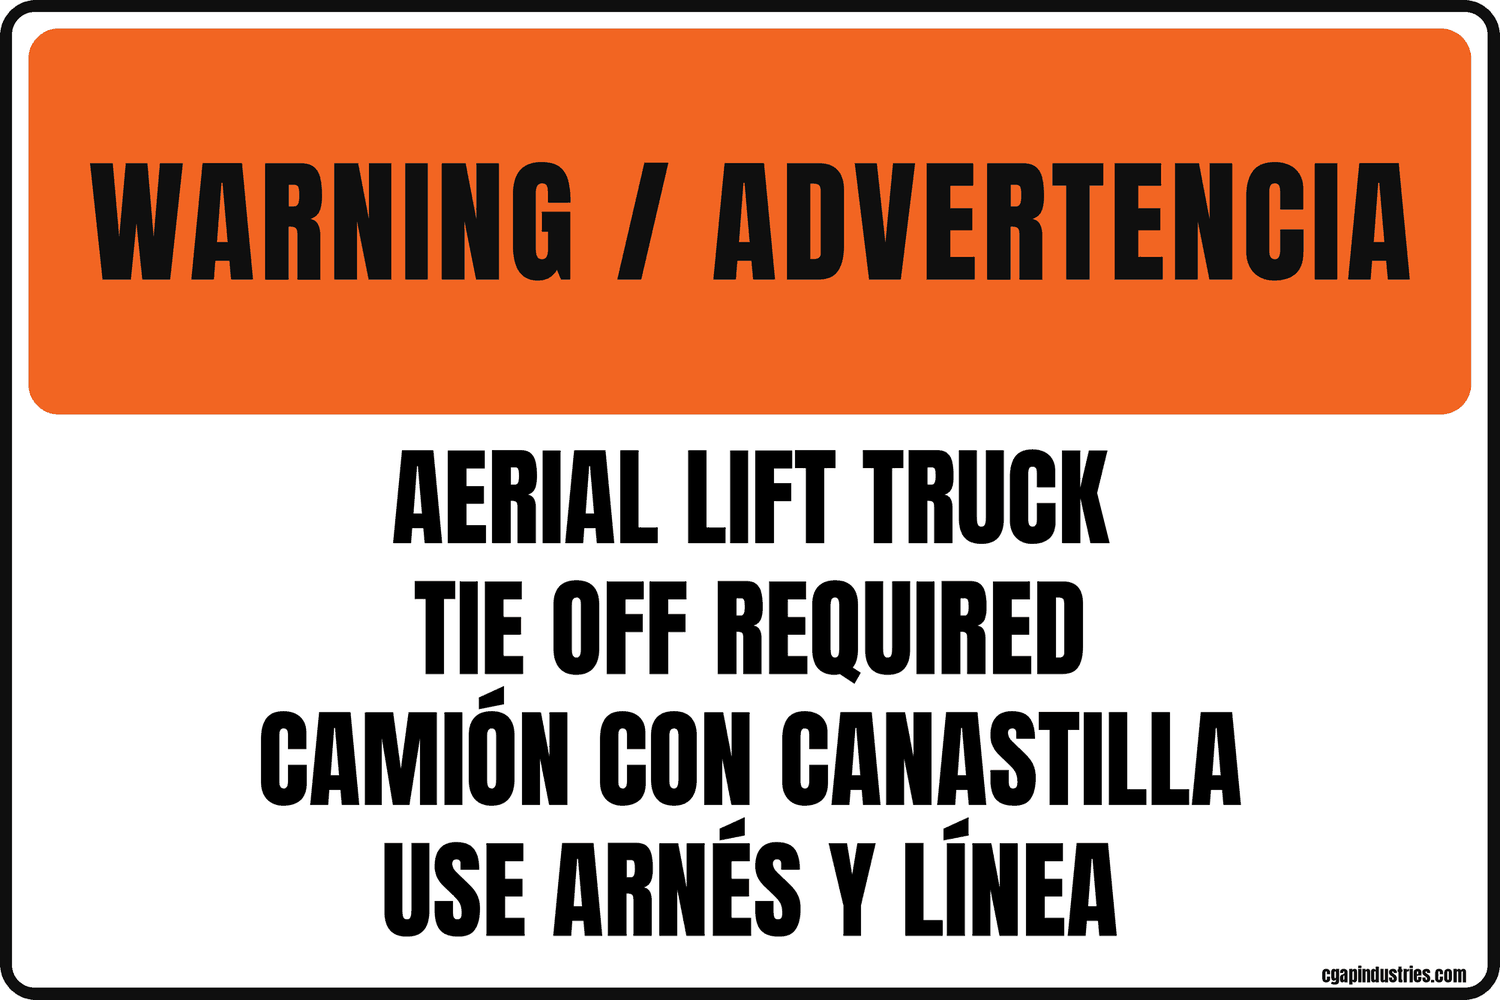 WARNING / ADVERTENCIA
AERIAL LIFT TRUCK
TIE OFF REQUIRED
CAMIÓN CON CANASTILLA
USE ARNÉS Y LÍNEA
cgapindustries.com